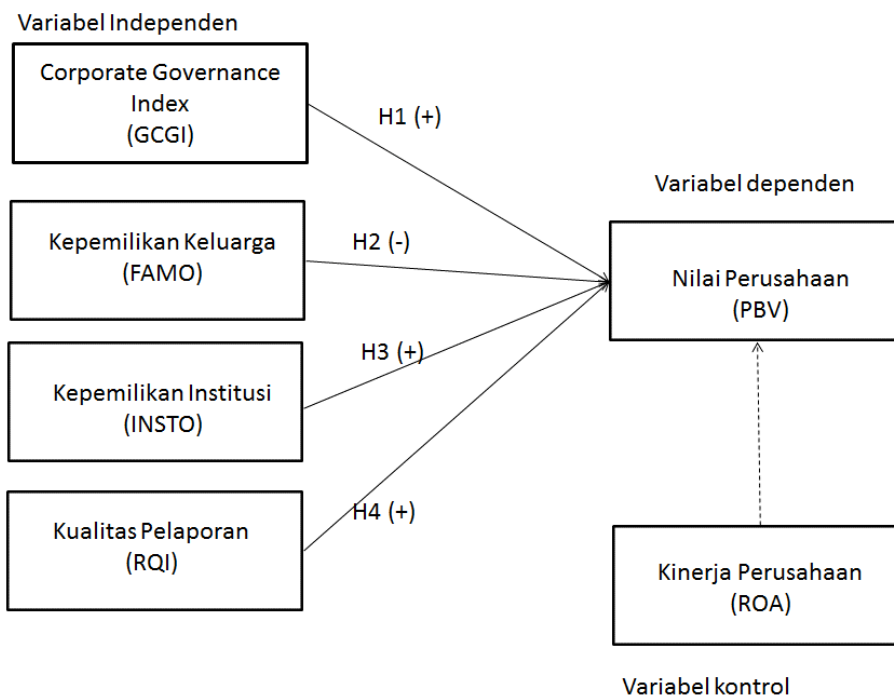 Variabel Independen
Corporate Governance
Index
(GCGI)
H1 (+)
Kepemilikan Keluarga
(FAMO)
H2 (-)
Kepemilikan Institusi
(INSTO)
H3 (+)
Kualitas Pelaporan
(RQI)
H4 (+)
Variabel dependen
Nilai Perusahaan
(PBV)
Kinerja Perusahaan
(ROA)
Variabel kontrol